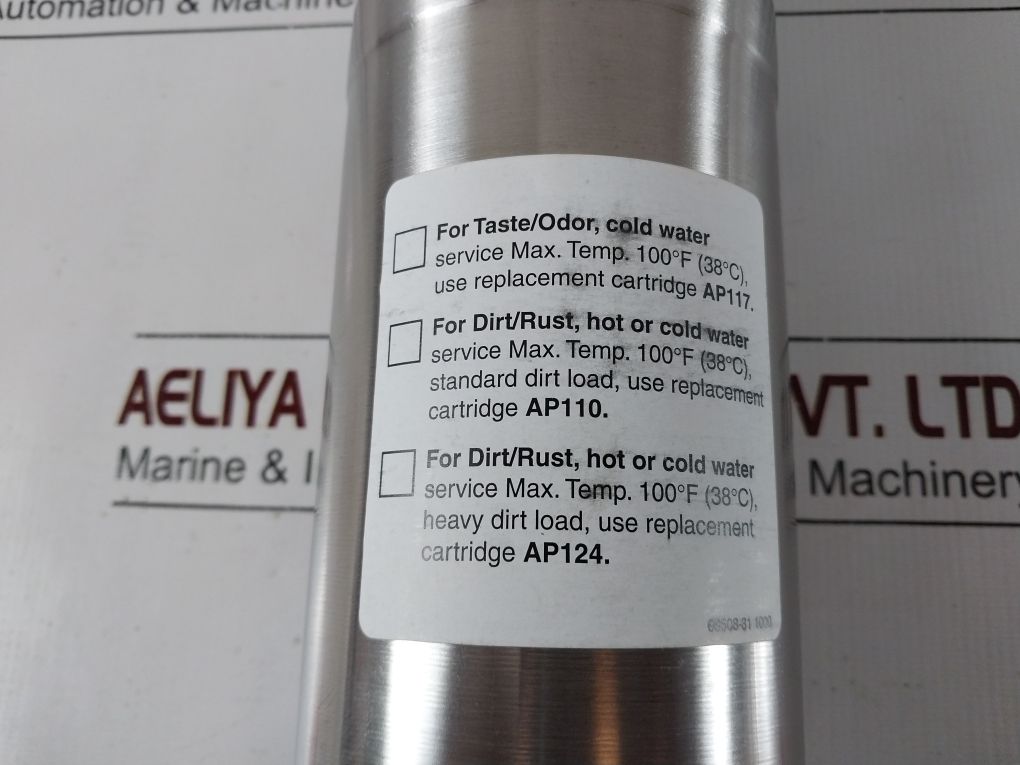 Automation & Machine
For Taste/Odor, cold water
service Max. Temp. 100°F (38°C),
use replacement cartridge AP117.
For Dirt/Rust, hot or cold water
service Max. Temp. 100°F (38°C),
standard dirt load, use replacement
cartridge AP110.
For Dirt/Rust, hot or cold water
service Max. Temp. 100°F (38°C),
heavy dirt load, use replacement
cartridge AP124.
AELIYA VT. LTD
Marine & I Machinery